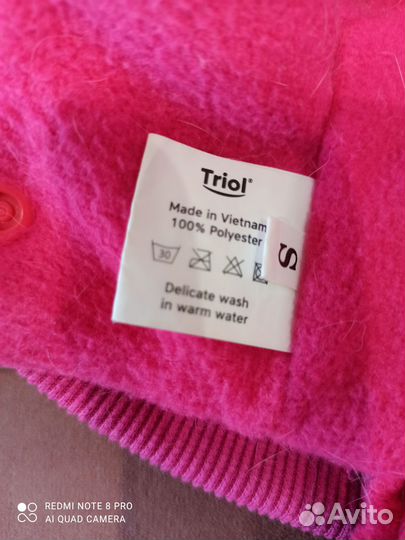 Triol®
Made in Vietnam
100% Polyester
30
S
Delicate wash
in warm water
REDMI NOTE 8 PRO
AI QUAD CAMERA
Avito